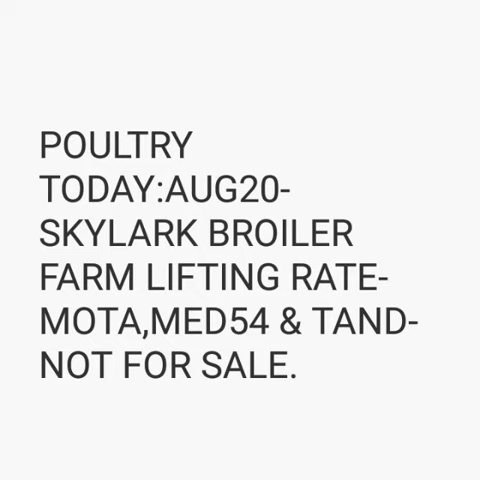 POULTRY
TODAY:AUG20-
SKYLARK BROILER
FARM LIFTING RATE-
MOTA,MED54 & TAND-
NOT FOR SALE.